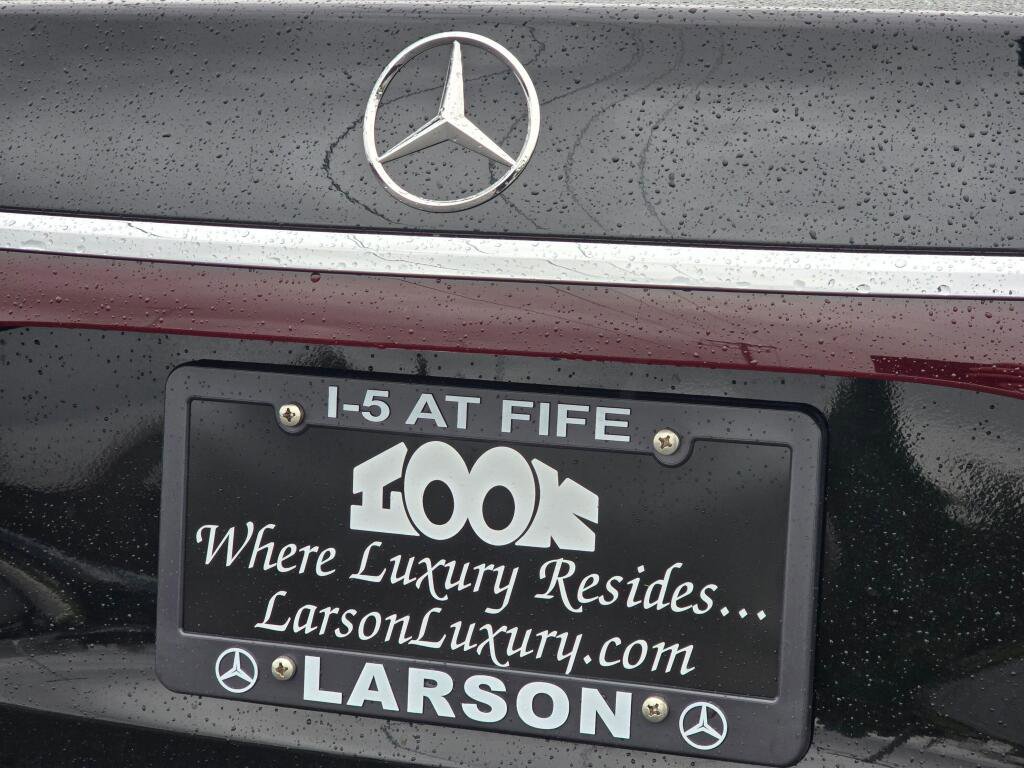 I-5 AT FIFE
LOOK
Where Luxury Resides...
LarsonLuxury.com
LARSON